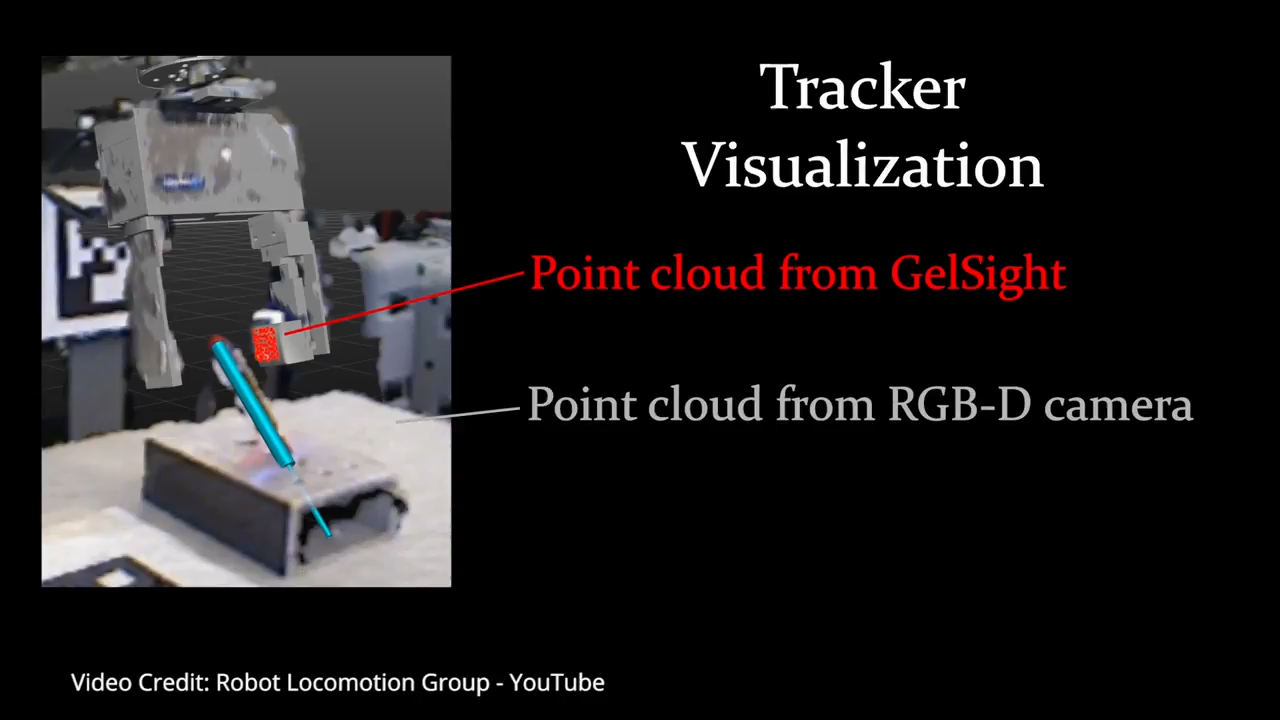 Tracker
Visualization
Point cloud from GelSight
Point cloud from RGB-D camera
Video Credit: Robot Locomotion Group - YouTube